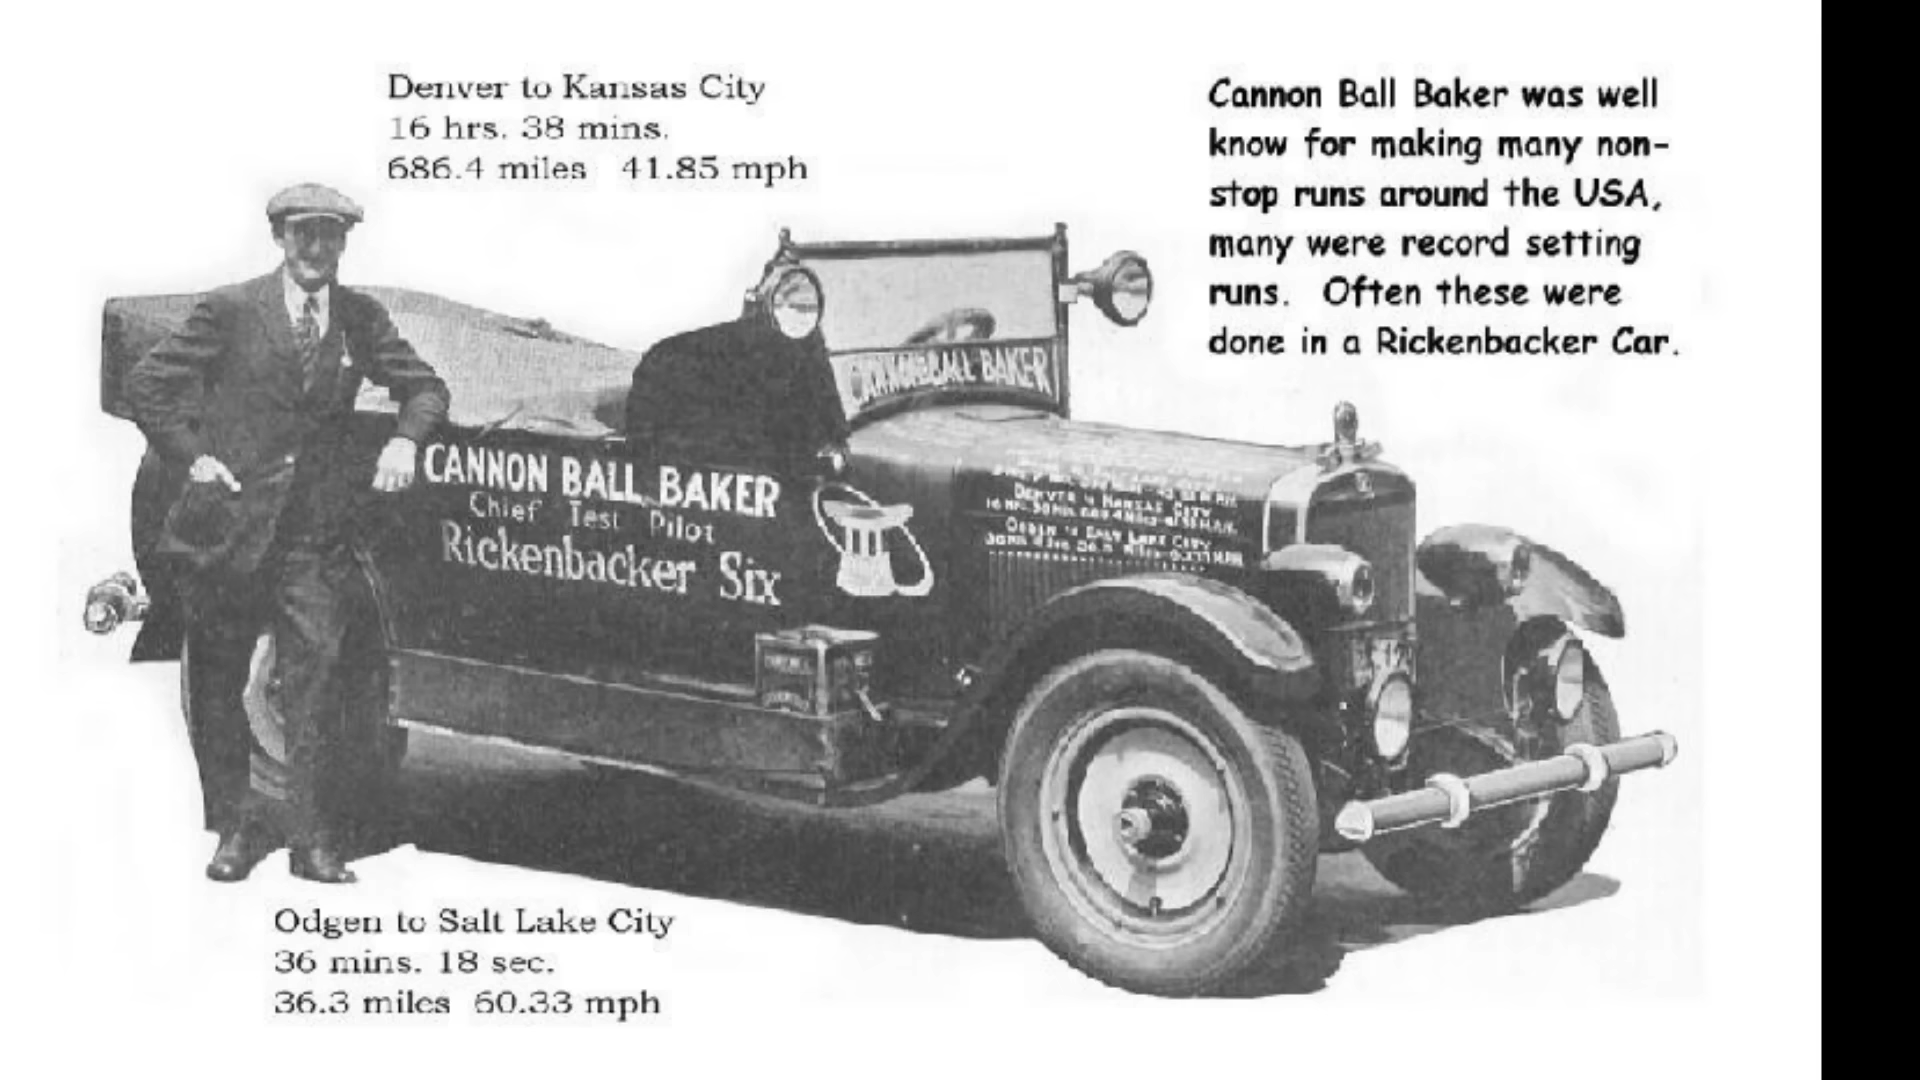 Denver to Kansas City
16 hrs. 38 mins.
686.4 miles 41.85 mph
Cannon Ball Baker was well
know for making many non-
stop runs around the USA,
many were record setting
runs. Often these were
done in a Rickenbacker Car.
CANNON BALL BAKER
CANNON BALL BAKER
Chief Test Pilot
Rickenbacker Six
DENVER to KANSAS CITY
OGDEN to SALT LAKE CITY
Odgen to Salt Lake City
36 mins. 18 sec.
36.3 miles 60.33 mph